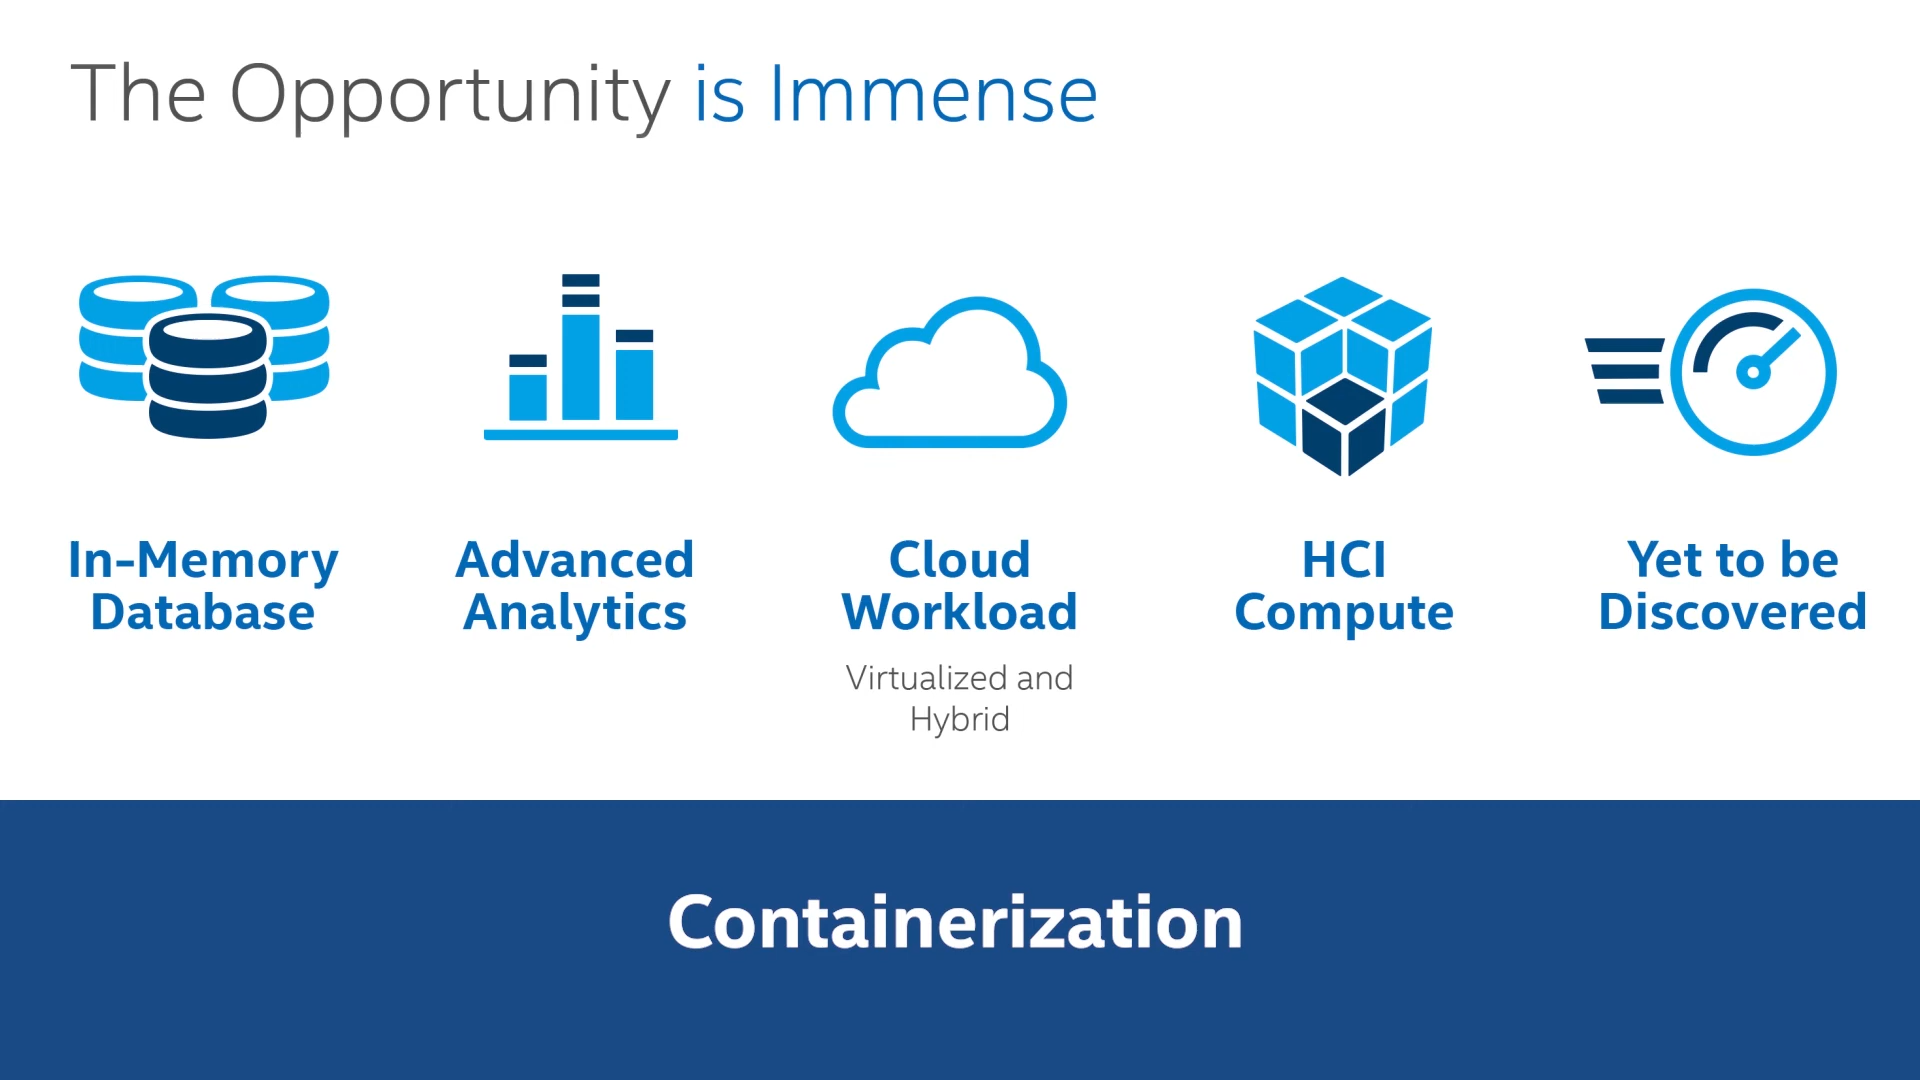 The Opportunity is Immense
In-Memory
Database
Advanced
Analytics
Cloud
Workload
Virtualized and
Hybrid
HCI
Compute
Yet to be
Discovered
Containerization